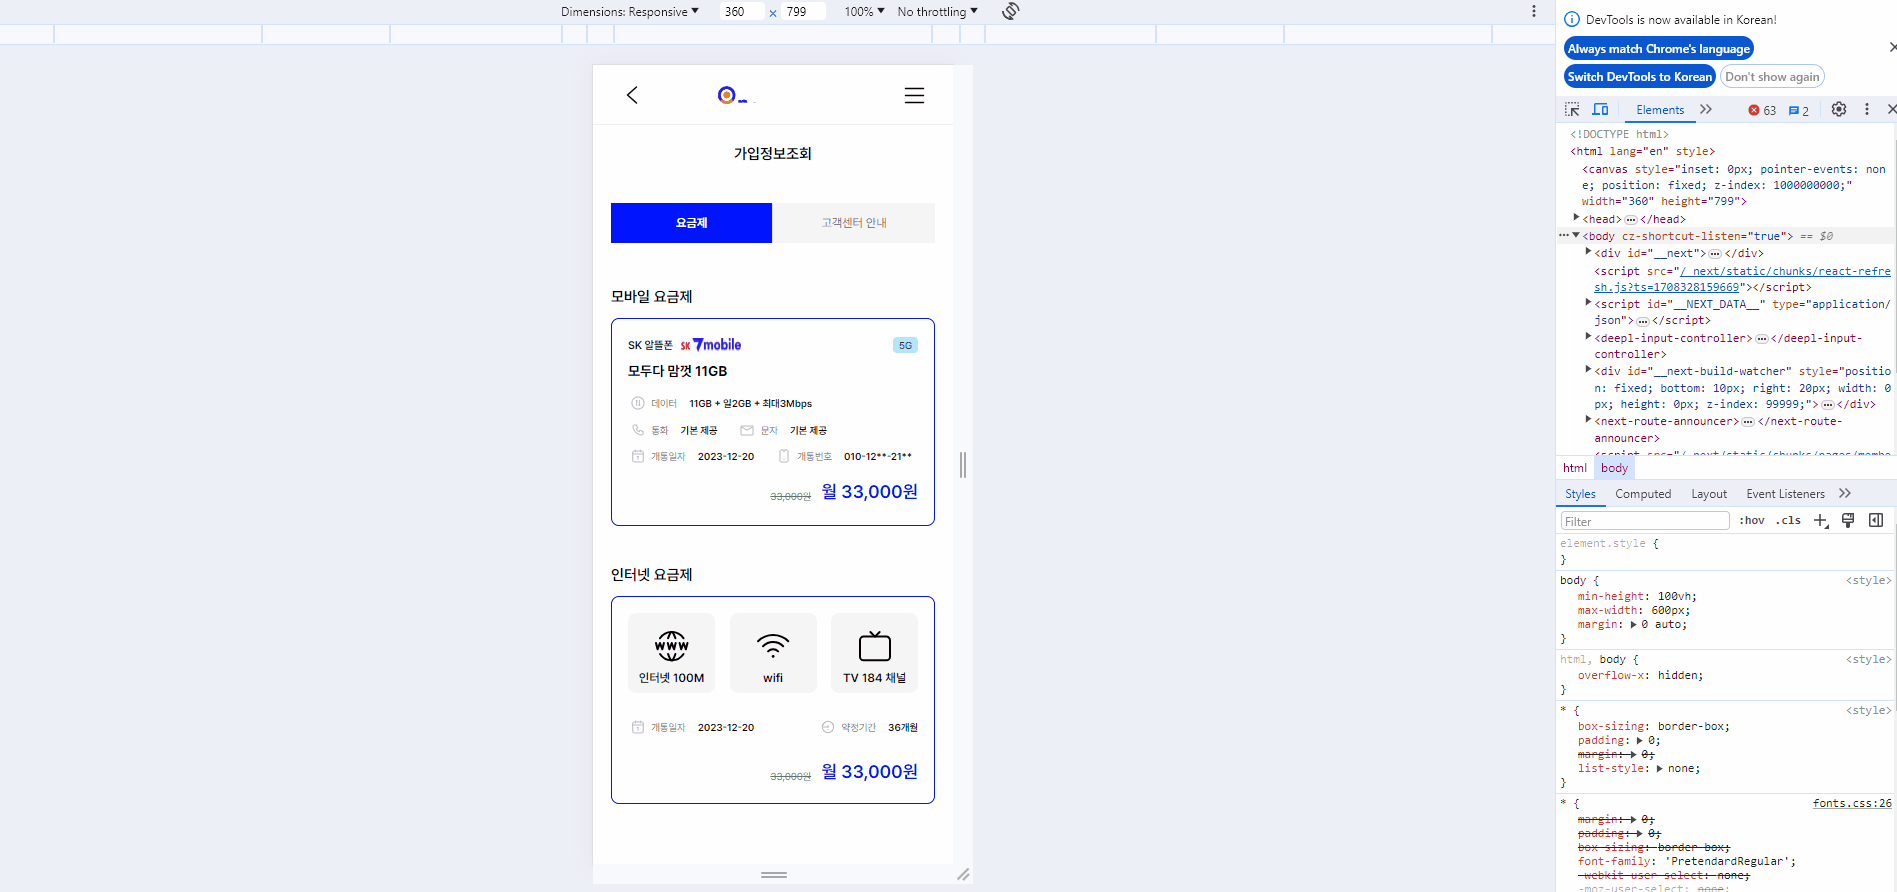 Dimensions: Responsive 360 x 799 100% No throttling
가입정보조회
요금제 고객센터 안내
모바일 요금제
SK 알뜰폰 SK 7mobile 5G
모두다 맘껏 11GB
데이터 11GB + 일2GB + 최대3Mbps
통화 기본 제공 문자 기본 제공
개통일자 2023-12-20 개통번호 010-12**-21**
33,000원 월 33,000원
인터넷 요금제
www
인터넷 100M wifi TV 184 채널
개통일자 2023-12-20 약정기간 36개월
33,000원 월 33,000원
DevTools is now available in Korean!
Always match Chrome's language
Switch DevTools to Korean Don't show again
Elements 63 2
<!DOCTYPE html>
<html lang="en" style>
<canvas style="inset: 0px; pointer-events: non
e; position: fixed; z-index: 1000000000;"
width="360" height="799">
<head> … </head>
… <body cz-shortcut-listen="true"> == $0
<div id="__next"> … </div>
<script src="/_next/static/chunks/react-refre
sh.js?ts=1708328159669"></script>
<script id="__NEXT_DATA__" type="application/
json"> … </script>
<deepl-input-controller> … </deepl-input-
controller>
<div id="__next-build-watcher" style="positio
n: fixed; bottom: 10px; right: 20px; width: 0
px; height: 0px; z-index: 99999;"> … </div>
<next-route-announcer> … </next-route-
announcer>
<script src="/_next/static/chunks/pages/membe
html body
Styles Computed Layout Event Listeners
Filter :hov .cls
element.style {
}
body { <style>
min-height: 100vh;
max-width: 600px;
margin: 0 auto;
}
html, body { <style>
overflow-x: hidden;
}
* { <style>
box-sizing: border-box;
padding: 0;
margin: 0;
list-style: none;
}
* { fonts.css:26
margin: 0;
padding: 0;
box-sizing: border-box;
font-family: 'PretendardRegular';
-webkit-user-select: none;
-moz-user-select: none;